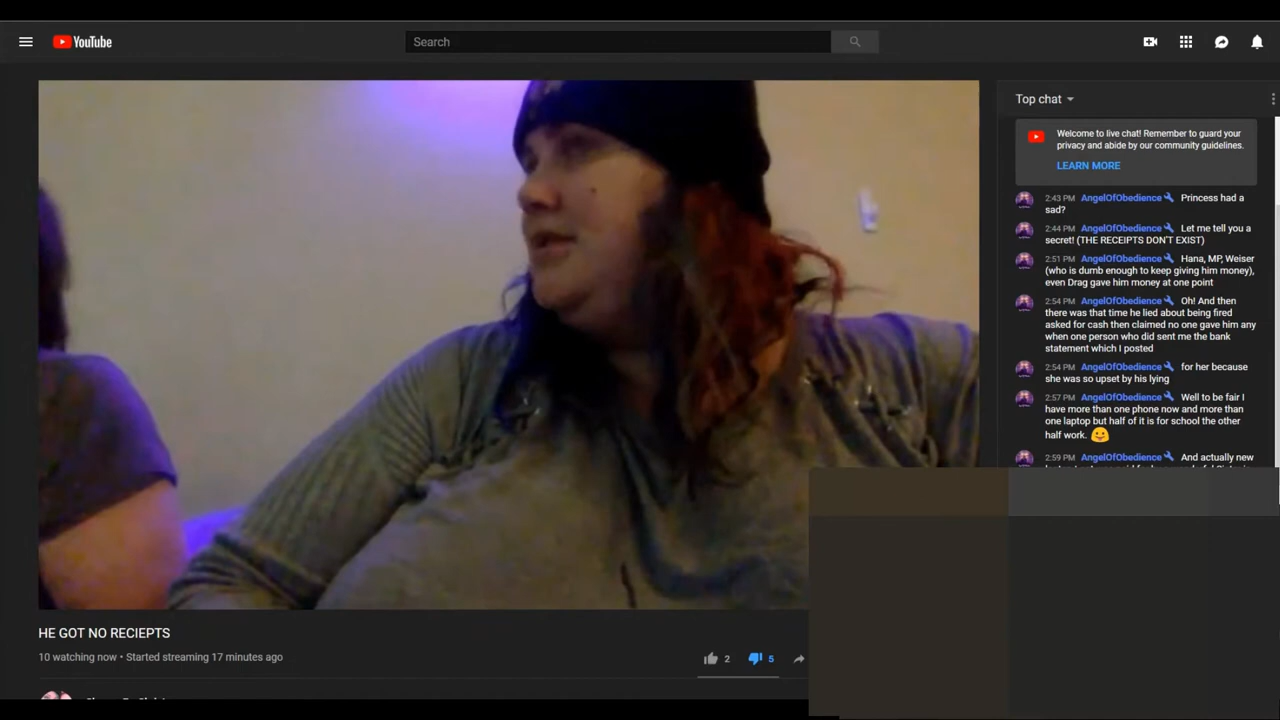 YouTube
Search
Top chat
Welcome to live chat! Remember to guard your
privacy and abide by our community guidelines.
LEARN MORE
2:43 PM AngelOfObedience Princess had a
sad?
2:44 PM AngelOfObedience Let me tell you a
secret! (THE RECEIPTS DON'T EXIST)
2:51 PM AngelOfObedience Hana, MP, Weiser
(who is dumb enough to keep giving him money),
even Drag gave him money at one point
2:54 PM AngelOfObedience Oh! And then
there was that time he lied about being fired
asked for cash then claimed no one gave him any
when one person who did sent me the bank
statement which I posted
2:54 PM AngelOfObedience for her because
she was so upset by his lying
2:57 PM AngelOfObedience Well to be fair I
have more than one phone now and more than
one laptop but half of it is for school the other
half work. 😀
2:59 PM AngelOfObedience And actually new
HE GOT NO RECIEPTS
10 watching now • Started streaming 17 minutes ago
2
5